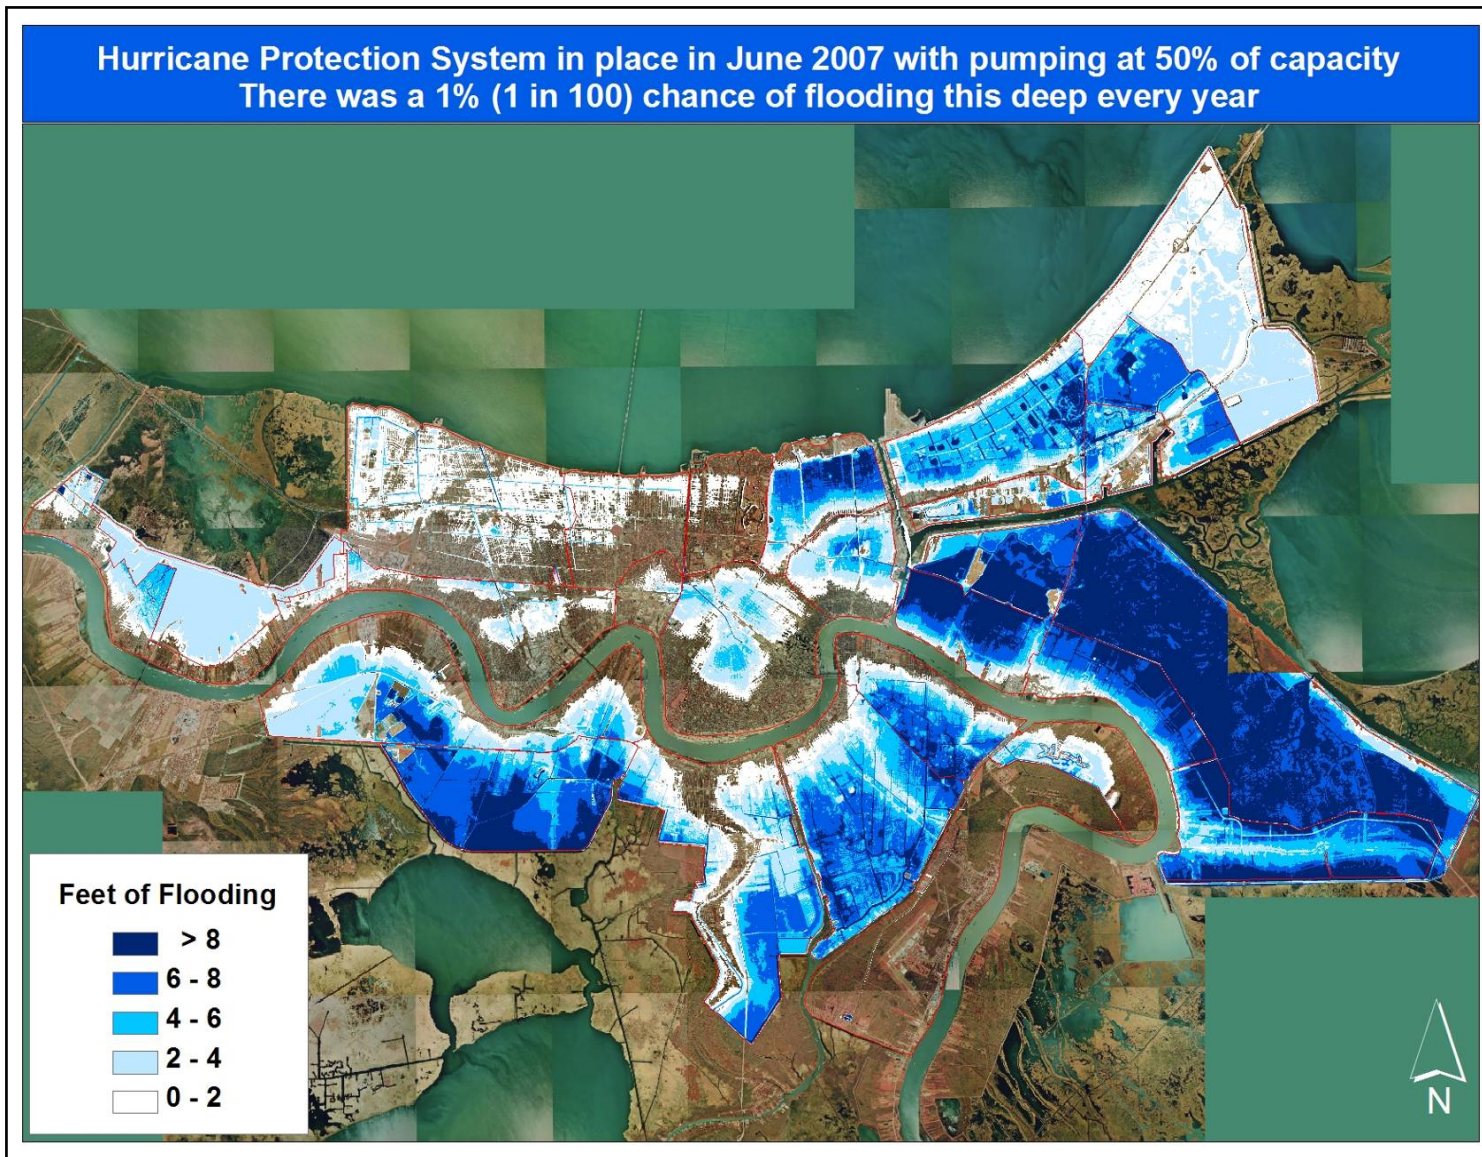 Hurricane Protection System in place in June 2007 with pumping at 50% of capacity
There was a 1% (1 in 100) chance of flooding this deep every year
Feet of Flooding
> 8
6 - 8
4 - 6
2 - 4
0 - 2
N